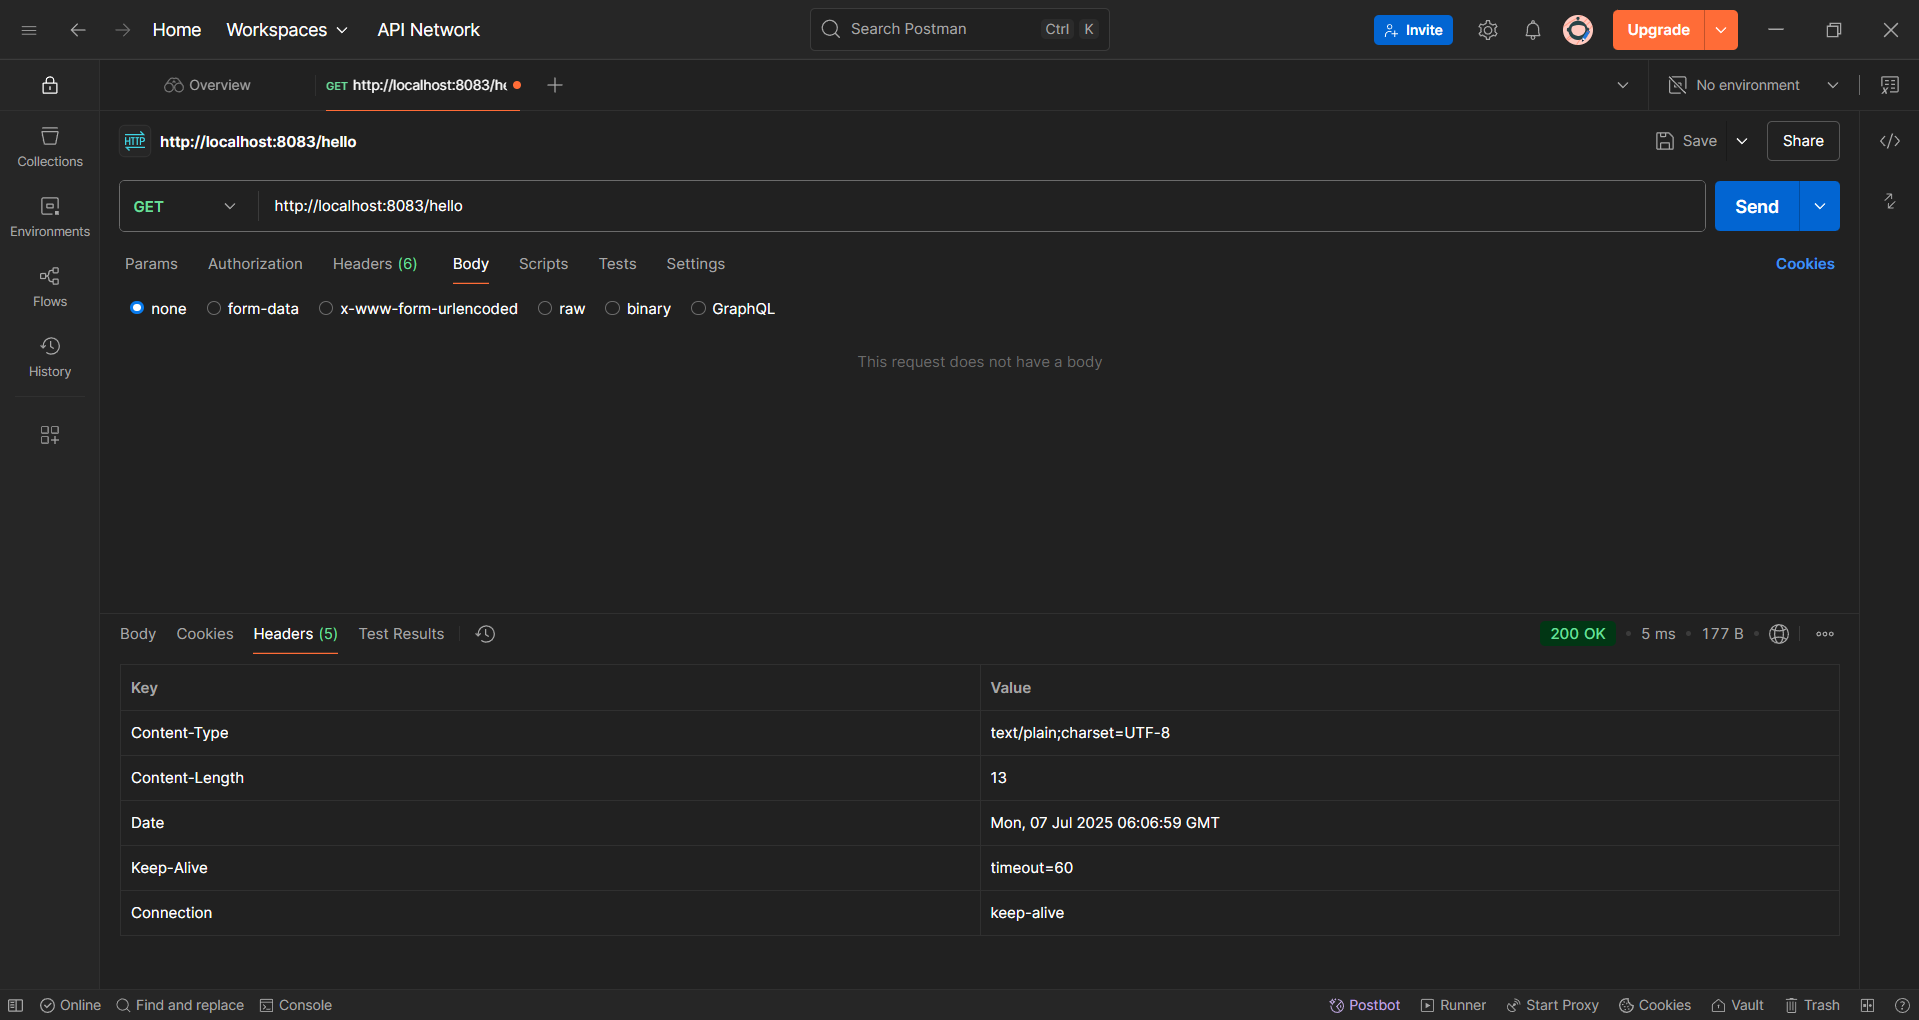 Home Workspaces API Network Search Postman Ctrl K Invite Upgrade
Overview GET http://localhost:8083/he No environment
HTTP http://localhost:8083/hello Save Share
Collections
Environments
Flows
History
GET http://localhost:8083/hello Send
Params Authorization Headers (6) Body Scripts Tests Settings Cookies
none form-data x-www-form-urlencoded raw binary GraphQL
This request does not have a body
Body Cookies Headers (5) Test Results 200 OK • 5 ms • 177 B •
Key Value
Content-Type text/plain;charset=UTF-8
Content-Length 13
Date Mon, 07 Jul 2025 06:06:59 GMT
Keep-Alive timeout=60
Connection keep-alive
Online Find and replace Console Postbot Runner Start Proxy Cookies Vault Trash